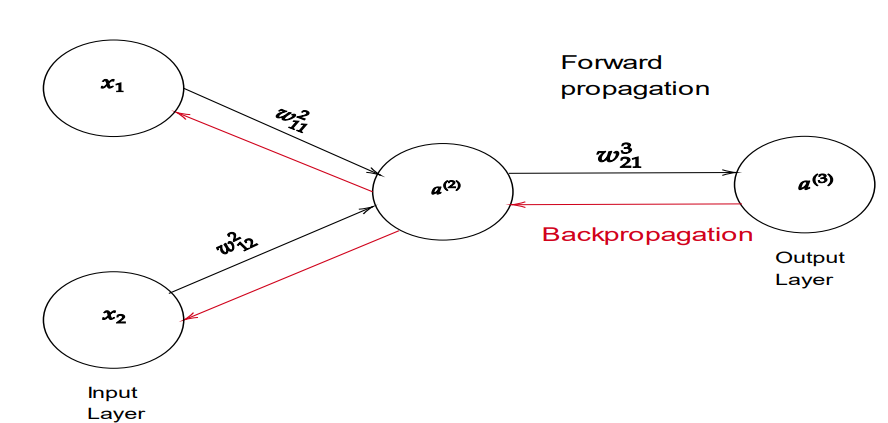 x₁
w²₁₁
Forward
propagation
a⁽²⁾
w³₂₁
a⁽³⁾
w²₁₂
Backpropagation
Output
Layer
x₂
Input
Layer